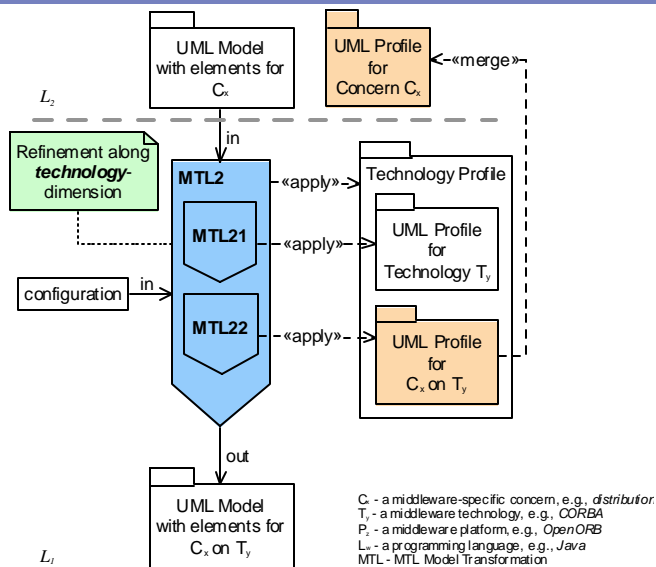 UML Model
with elements for
Cx
UML Profile
for
Concern Cx
«merge»
L2
in
Refinement along
technology-
dimension
MTL2
«apply»
Technology Profile
MTL21
«apply»
UML Profile
for
Technology Ty
configuration
in
MTL22
«apply»
UML Profile
for
Cx on Ty
out
UML Model
with elements for
Cx on Ty
L1
Cx - a middleware-specific concern, e.g., distribution
Ty - a middleware technology, e.g., CORBA
Pz - a middleware platform, e.g., OpenORB
Lw - a programming language, e.g., Java
MTL - MTL Model Transformation